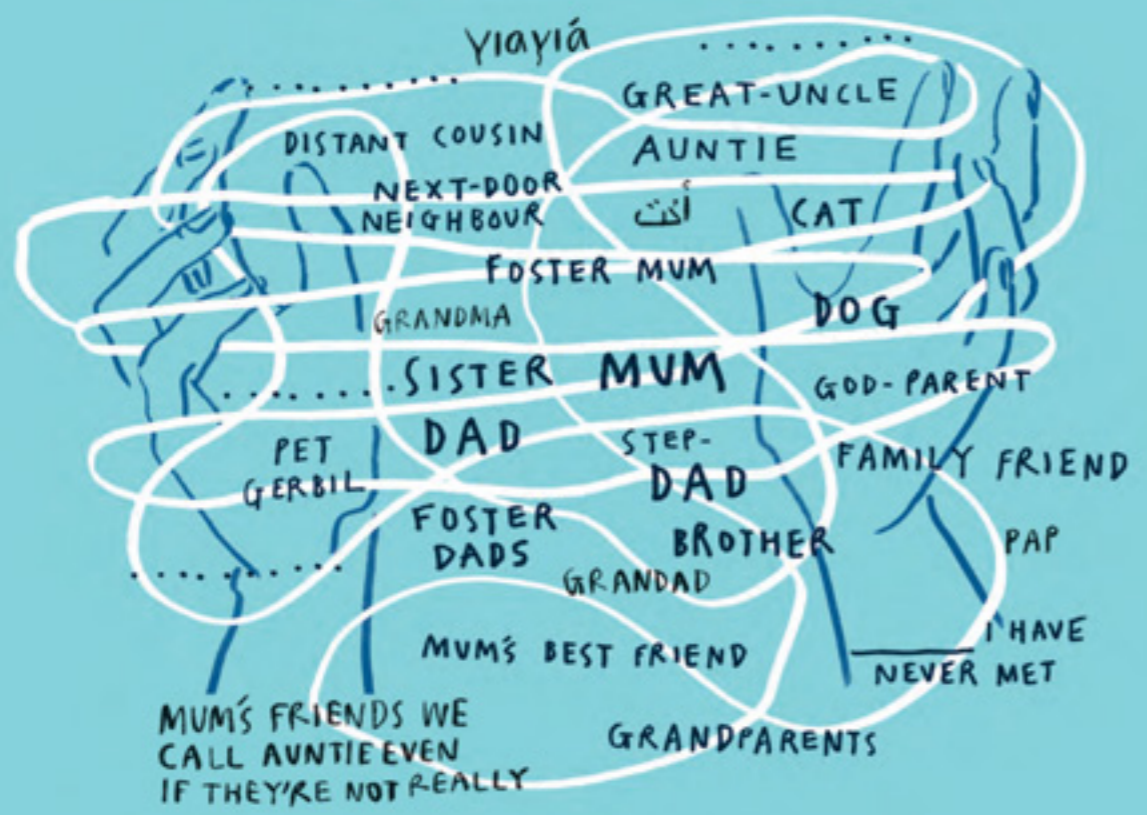 γιαγιά
GREAT-UNCLE
DISTANT COUSIN
AUNTIE
NEXT-DOOR
NEIGHBOUR
أخت
CAT
FOSTER MUM
GRANDMA
DOG
SISTER
MUM
GOD-PARENT
DAD
PET
GERBIL
STEP-
DAD
FAMILY FRIEND
FOSTER
DADS
BROTHER
PAP
GRANDAD
I HAVE
NEVER MET
MUM'S BEST FRIEND
MUM'S FRIENDS WE
CALL AUNTIE EVEN
IF THEY'RE NOT REALLY
GRANDPARENTS